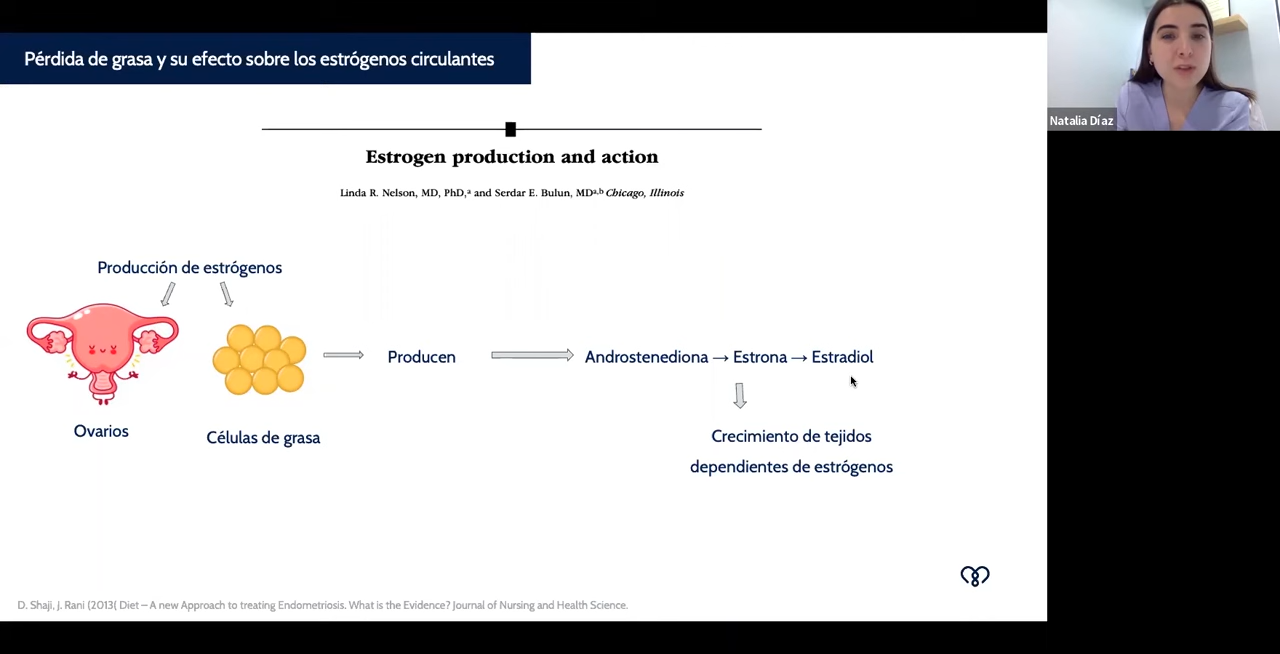 Pérdida de grasa y su efecto sobre los estrógenos circulantes
Natalia Díaz
Estrogen production and action
Linda R. Nelson, MD, PhD,ᵃ and Serdar E. Bulun, MDᵃ,ᵇ Chicago, Illinois
Producción de estrógenos
Producen
Androstenediona → Estrona → Estradiol
Ovarios
Células de grasa
Crecimiento de tejidos
dependientes de estrógenos
D. Shaji, J. Rani (2013( Diet – A new Approach to treating Endometriosis. What is the Evidence? Journal of Nursing and Health Science.